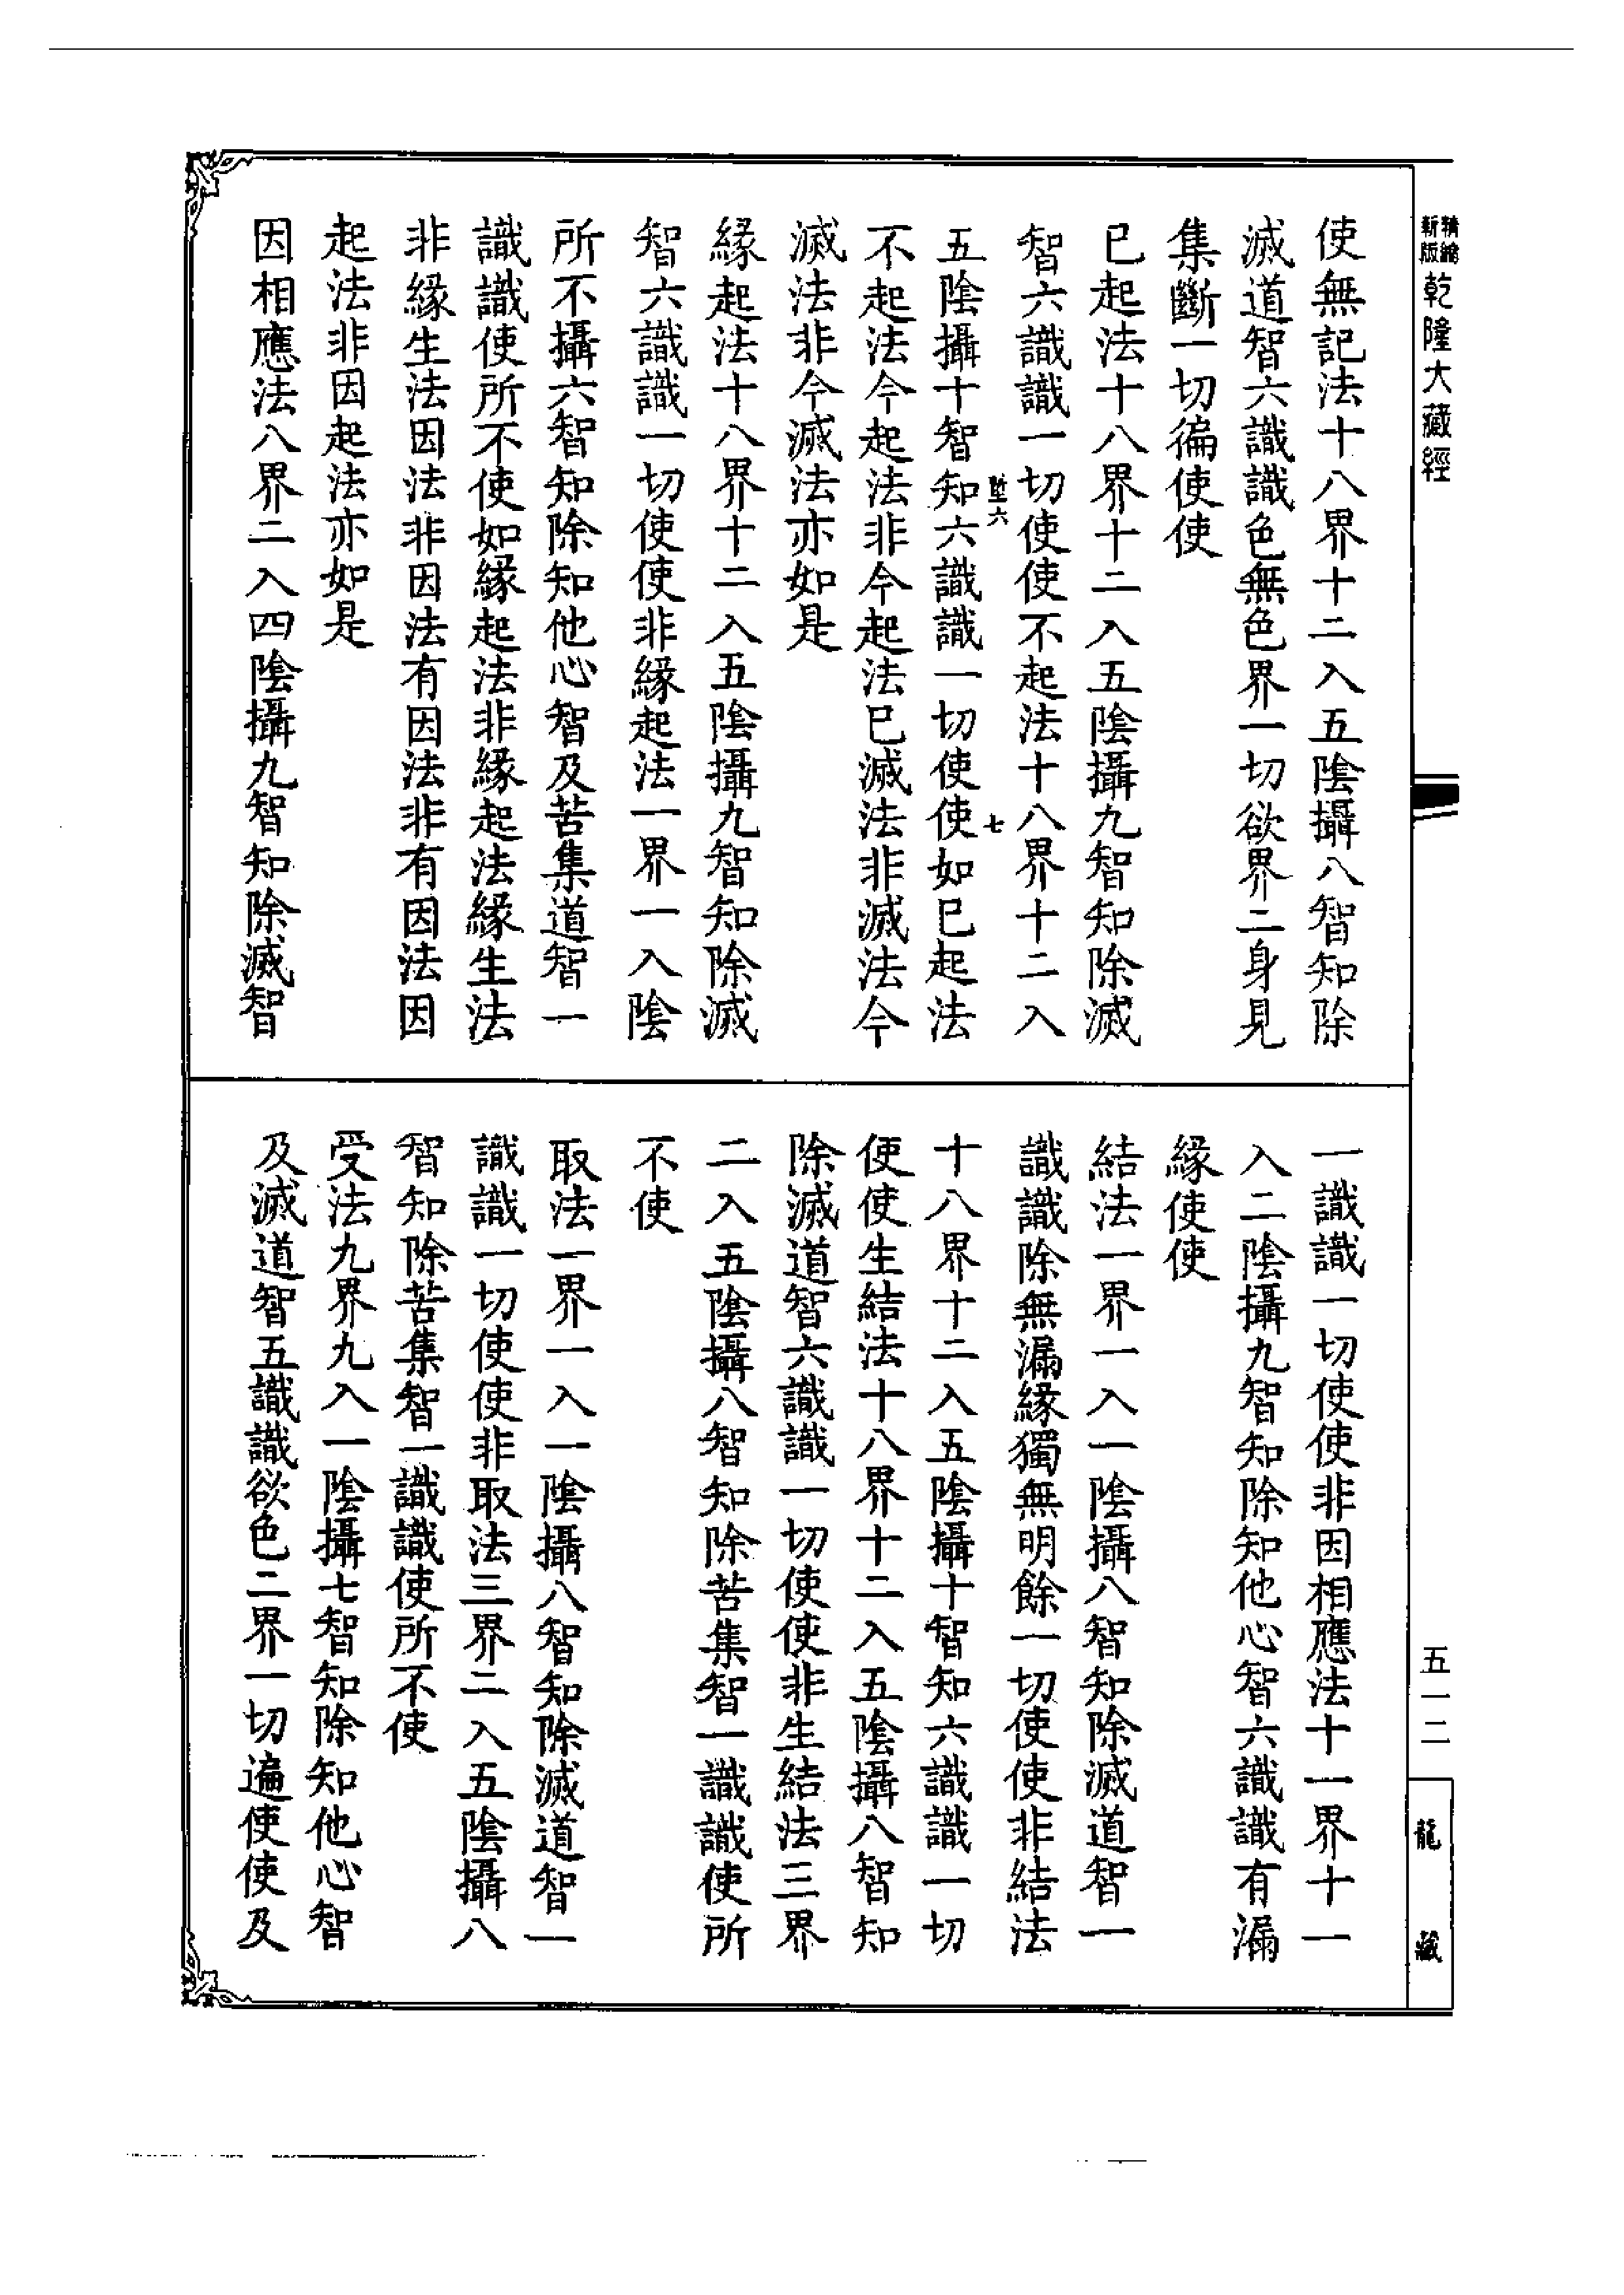 精編
新版
乾隆大藏經
使無記法十八界十二入五陰攝八智知除
滅道智六識識色無色界一切欲界二身見
集斷一切徧使使
已起法十八界十二入五陰攝九智知除滅
智六識識一切使使不起法十八界十二入
塹六
七
五陰攝十智知六識識一切使使如已起法
不起法今起法非今起法已滅法非滅法今
滅法非今滅法亦如是
緣起法十八界十二入五陰攝九智知除滅
智六識識一切使使非緣起法一界一入陰
所不攝六智知除知他心智及苦集道智一
識識使所不使如緣起法非緣起法緣生法
非緣生法因法非因法有因法非有因法因
起法非因起法亦如是
因相應法八界二入四陰攝九智知除滅智
一識識一切使使非因相應法十一界十一
入二陰攝九智知除知他心智六識識有漏
緣使使
結法一界一入一陰攝八智知除滅道智一
識識除無漏緣獨無明餘一切使使非結法
十八界十二入五陰攝十智知六識識一切
使使生結法十八界十二入五陰攝八智知
除滅道智六識識一切使使非生結法三界
二入五陰攝八智知除苦集智一識識使所
不使
取法一界一入一陰攝八智知除滅道智一
識識一切使使非取法三界二入五陰攝八
智知除苦集智一識識使所不使
受法九界九入一陰攝七智知除知他心智
及滅道智五識識欲色二界一切遍使使及
五一二
龍藏